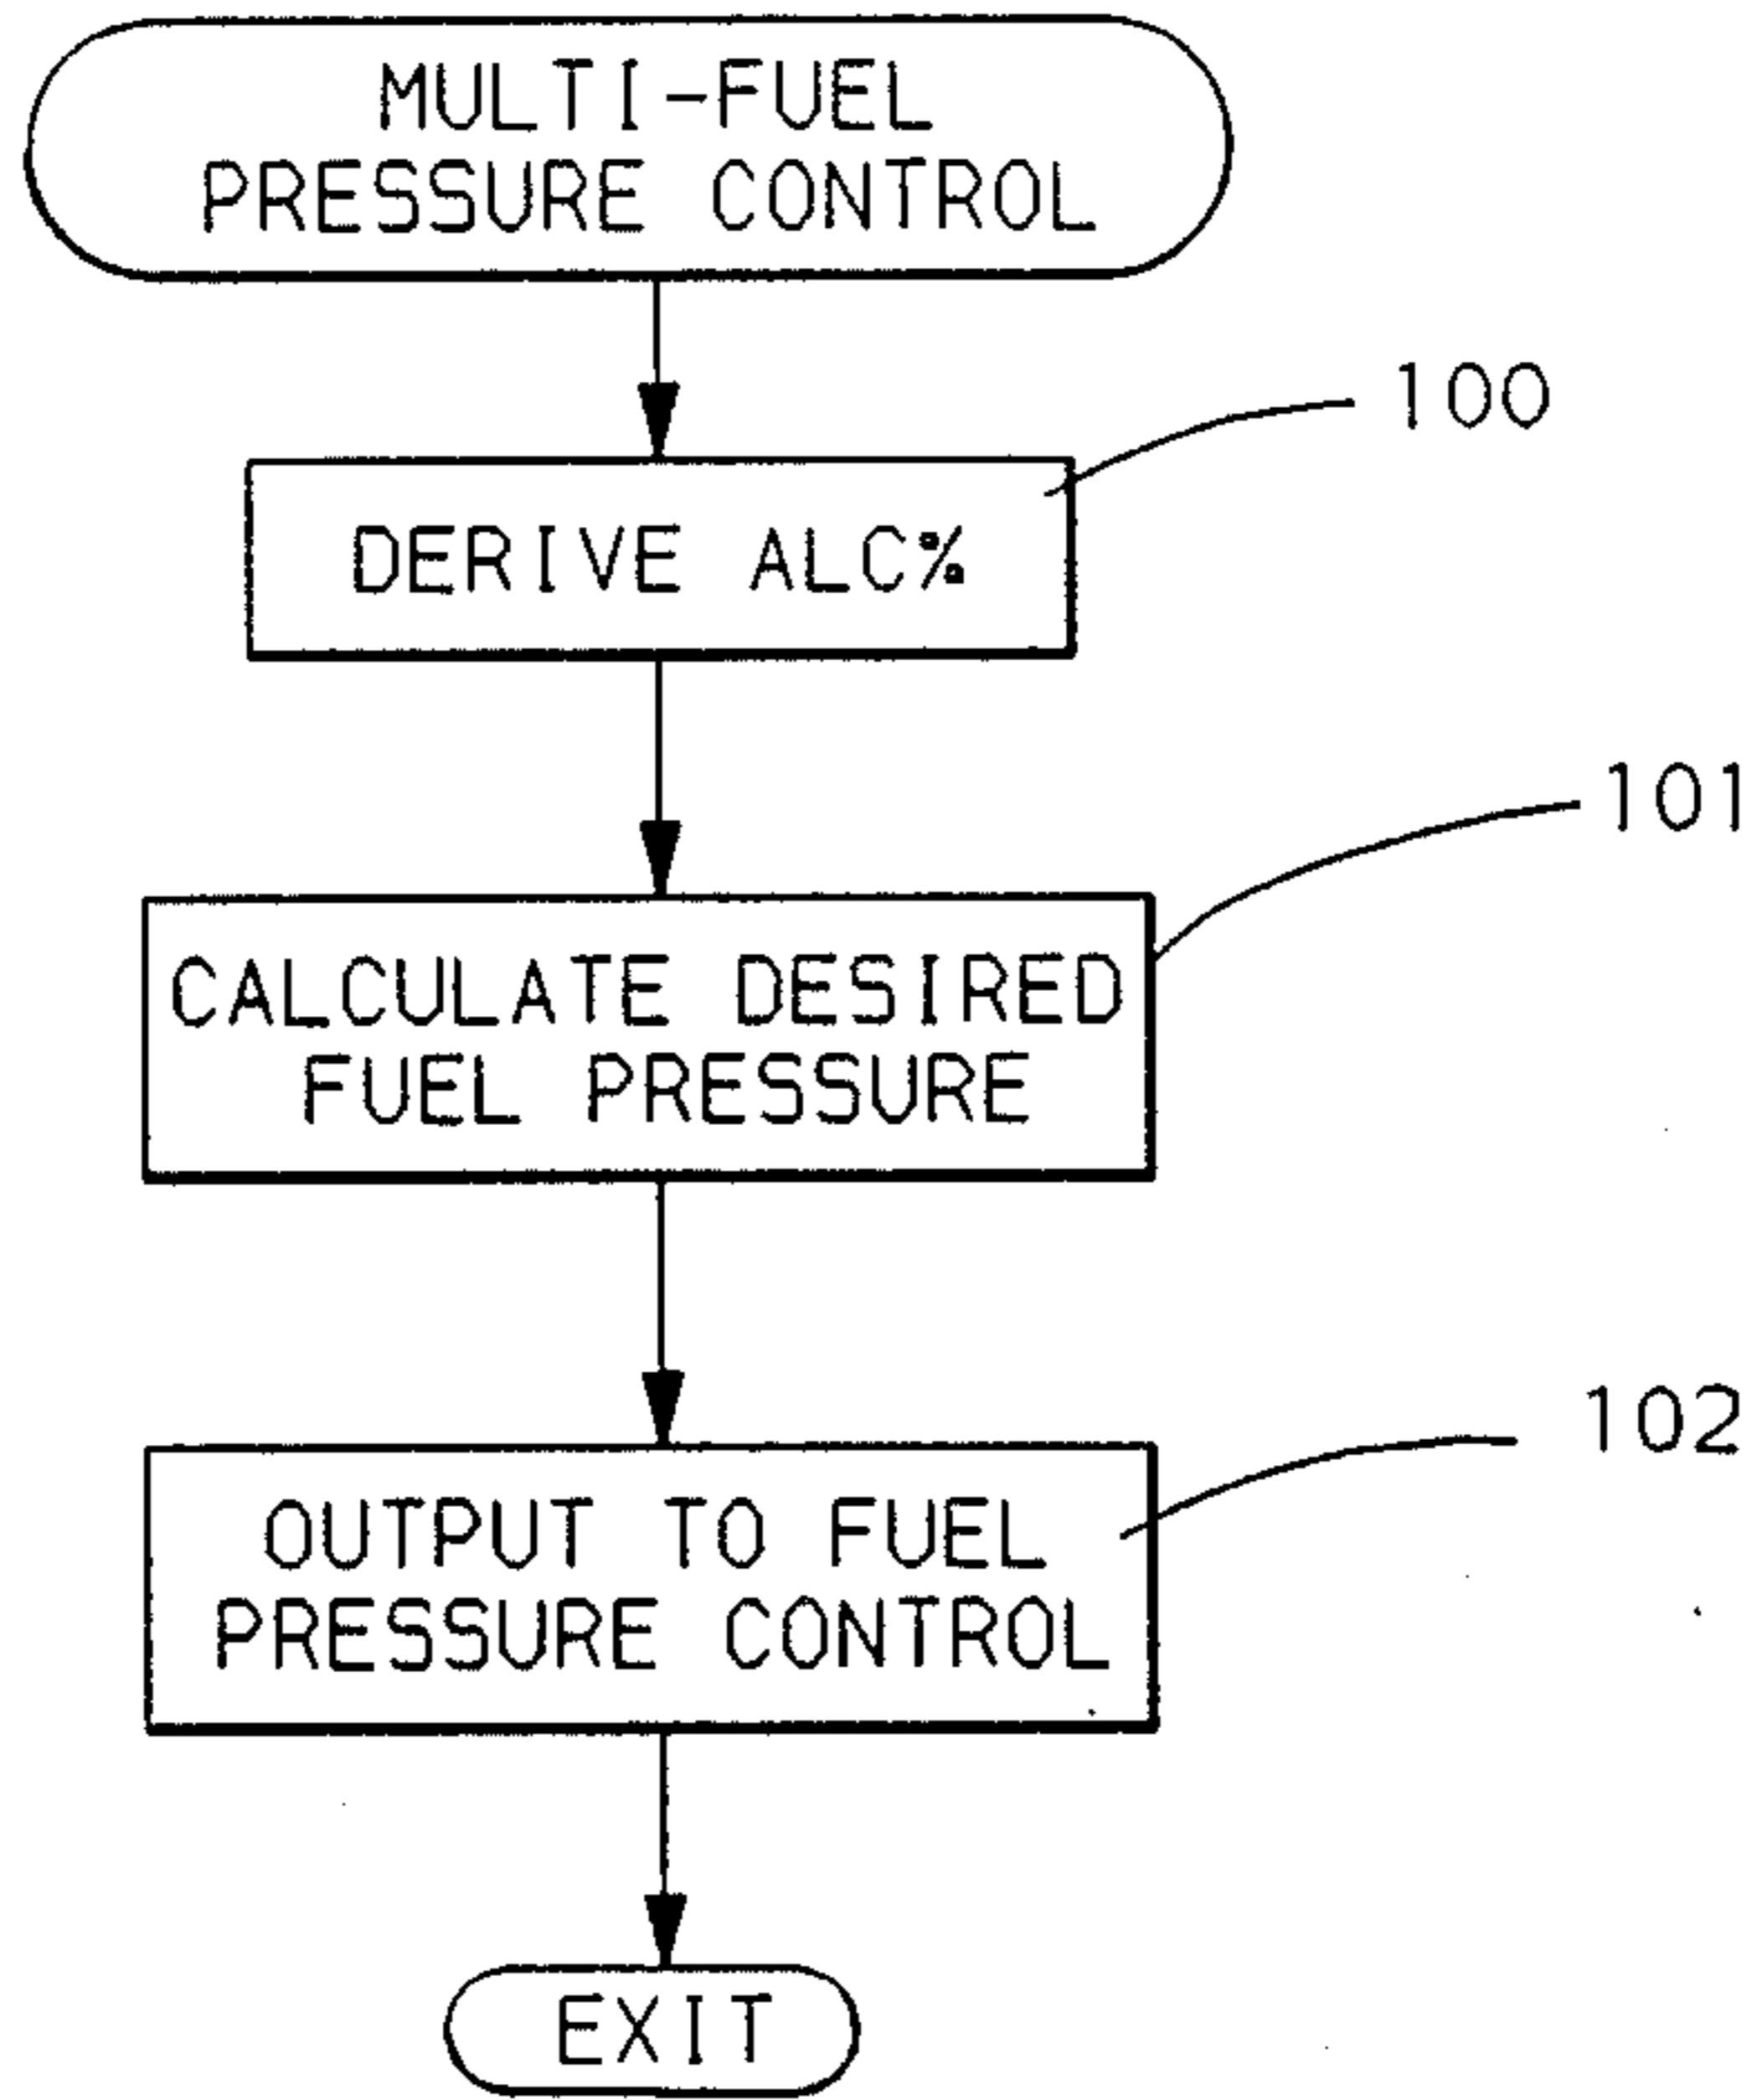 MULTI-FUEL
PRESSURE CONTROL
100
DERIVE ALC%
101
CALCULATE DESIRED
FUEL PRESSURE
102
OUTPUT TO FUEL
PRESSURE CONTROL
EXIT